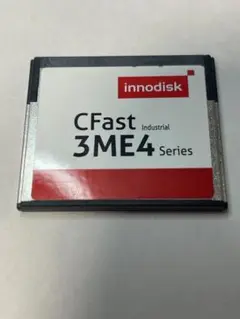 innodisk
CFast Industrial
3ME4 Series